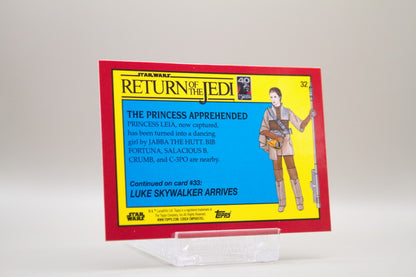 STAR WARS
RETURN OF THE JEDI
40
32
THE PRINCESS APPREHENDED
PRINCESS LEIA, now captured,
has been turned into a dancing
girl by JABBA THE HUTT. BIB
FORTUNA, SALACIOUS B.
CRUMB, and C-3PO are nearby.
Continued on card #33:
LUKE SKYWALKER ARRIVES
STAR WARS
Topps